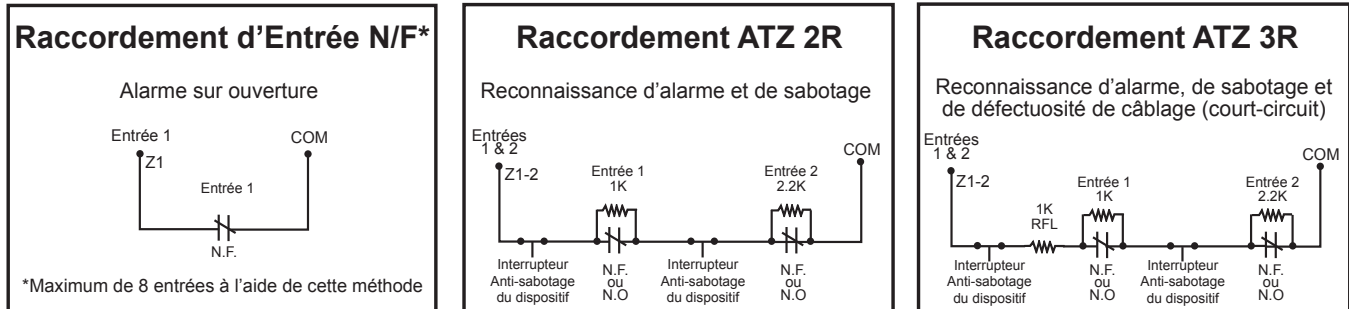 Raccordement d'Entrée N/F*
Alarme sur ouverture
Entrée 1
COM
Z1
Entrée 1
N.F.
*Maximum de 8 entrées à l'aide de cette méthode
Raccordement ATZ 2R
Reconnaissance d'alarme et de sabotage
Entrées
1 & 2
COM
Z1-2
Entrée 1
1K
Entrée 2
2.2K
Interrupteur
Anti-sabotage
du dispositif
N.F.
ou
N.O
Interrupteur
Anti-sabotage
du dispositif
N.F.
ou
N.O
Raccordement ATZ 3R
Reconnaissance d'alarme, de sabotage et
de défectuosité de câblage (court-circuit)
Entrées
1 & 2
COM
Z1-2
1K
RFL
Entrée 1
1K
Entrée 2
2.2K
Interrupteur
Anti-sabotage
du dispositif
N.F.
ou
N.O
Interrupteur
Anti-sabotage
du dispositif
N.F.
ou
N.O